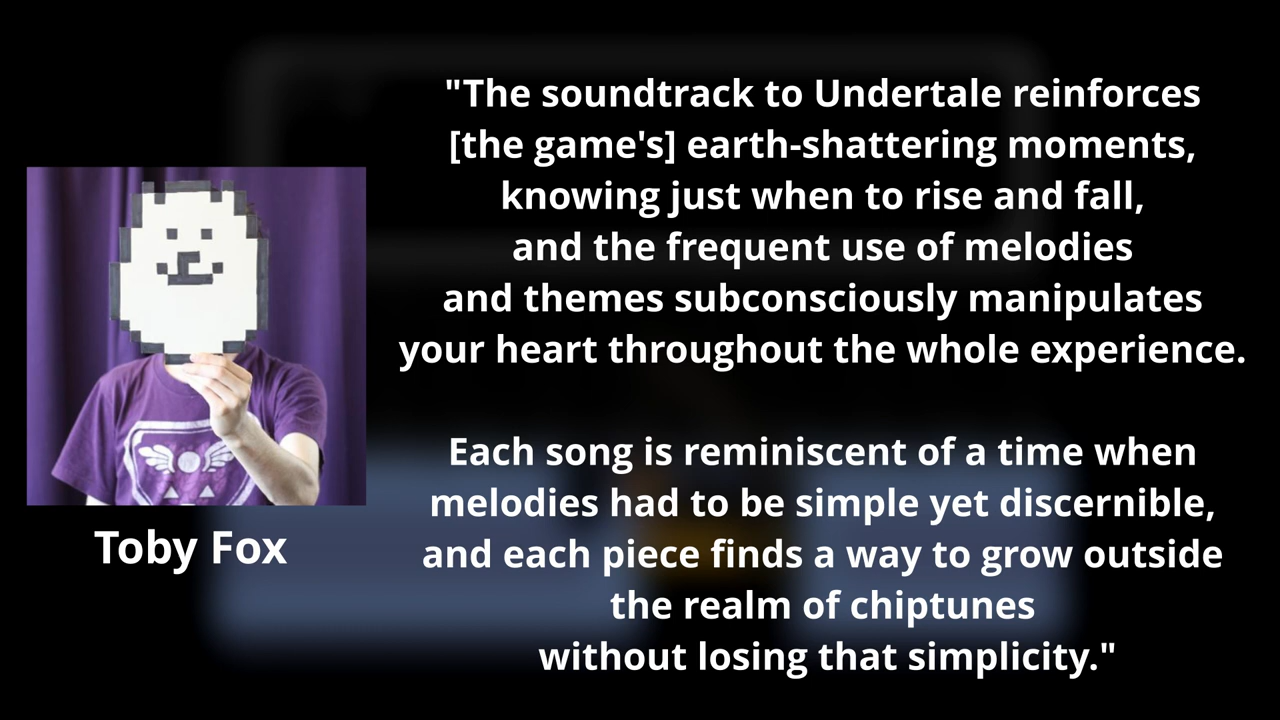 "The soundtrack to Undertale reinforces
[the game's] earth-shattering moments,
knowing just when to rise and fall,
and the frequent use of melodies
and themes subconsciously manipulates
your heart throughout the whole experience.
Each song is reminiscent of a time when
melodies had to be simple yet discernible,
and each piece finds a way to grow outside
the realm of chiptunes
without losing that simplicity."
Toby Fox